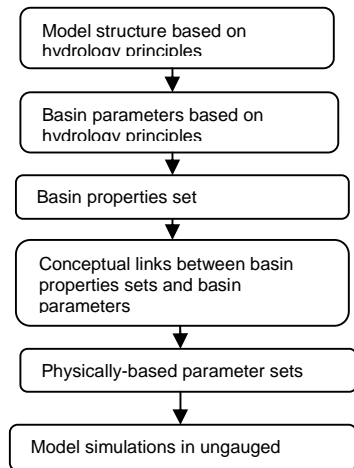 Model structure based on
hydrology principles
Basin parameters based on
hydrology principles
Basin properties set
Conceptual links between basin
properties sets and basin
parameters
Physically-based parameter sets
Model simulations in ungauged